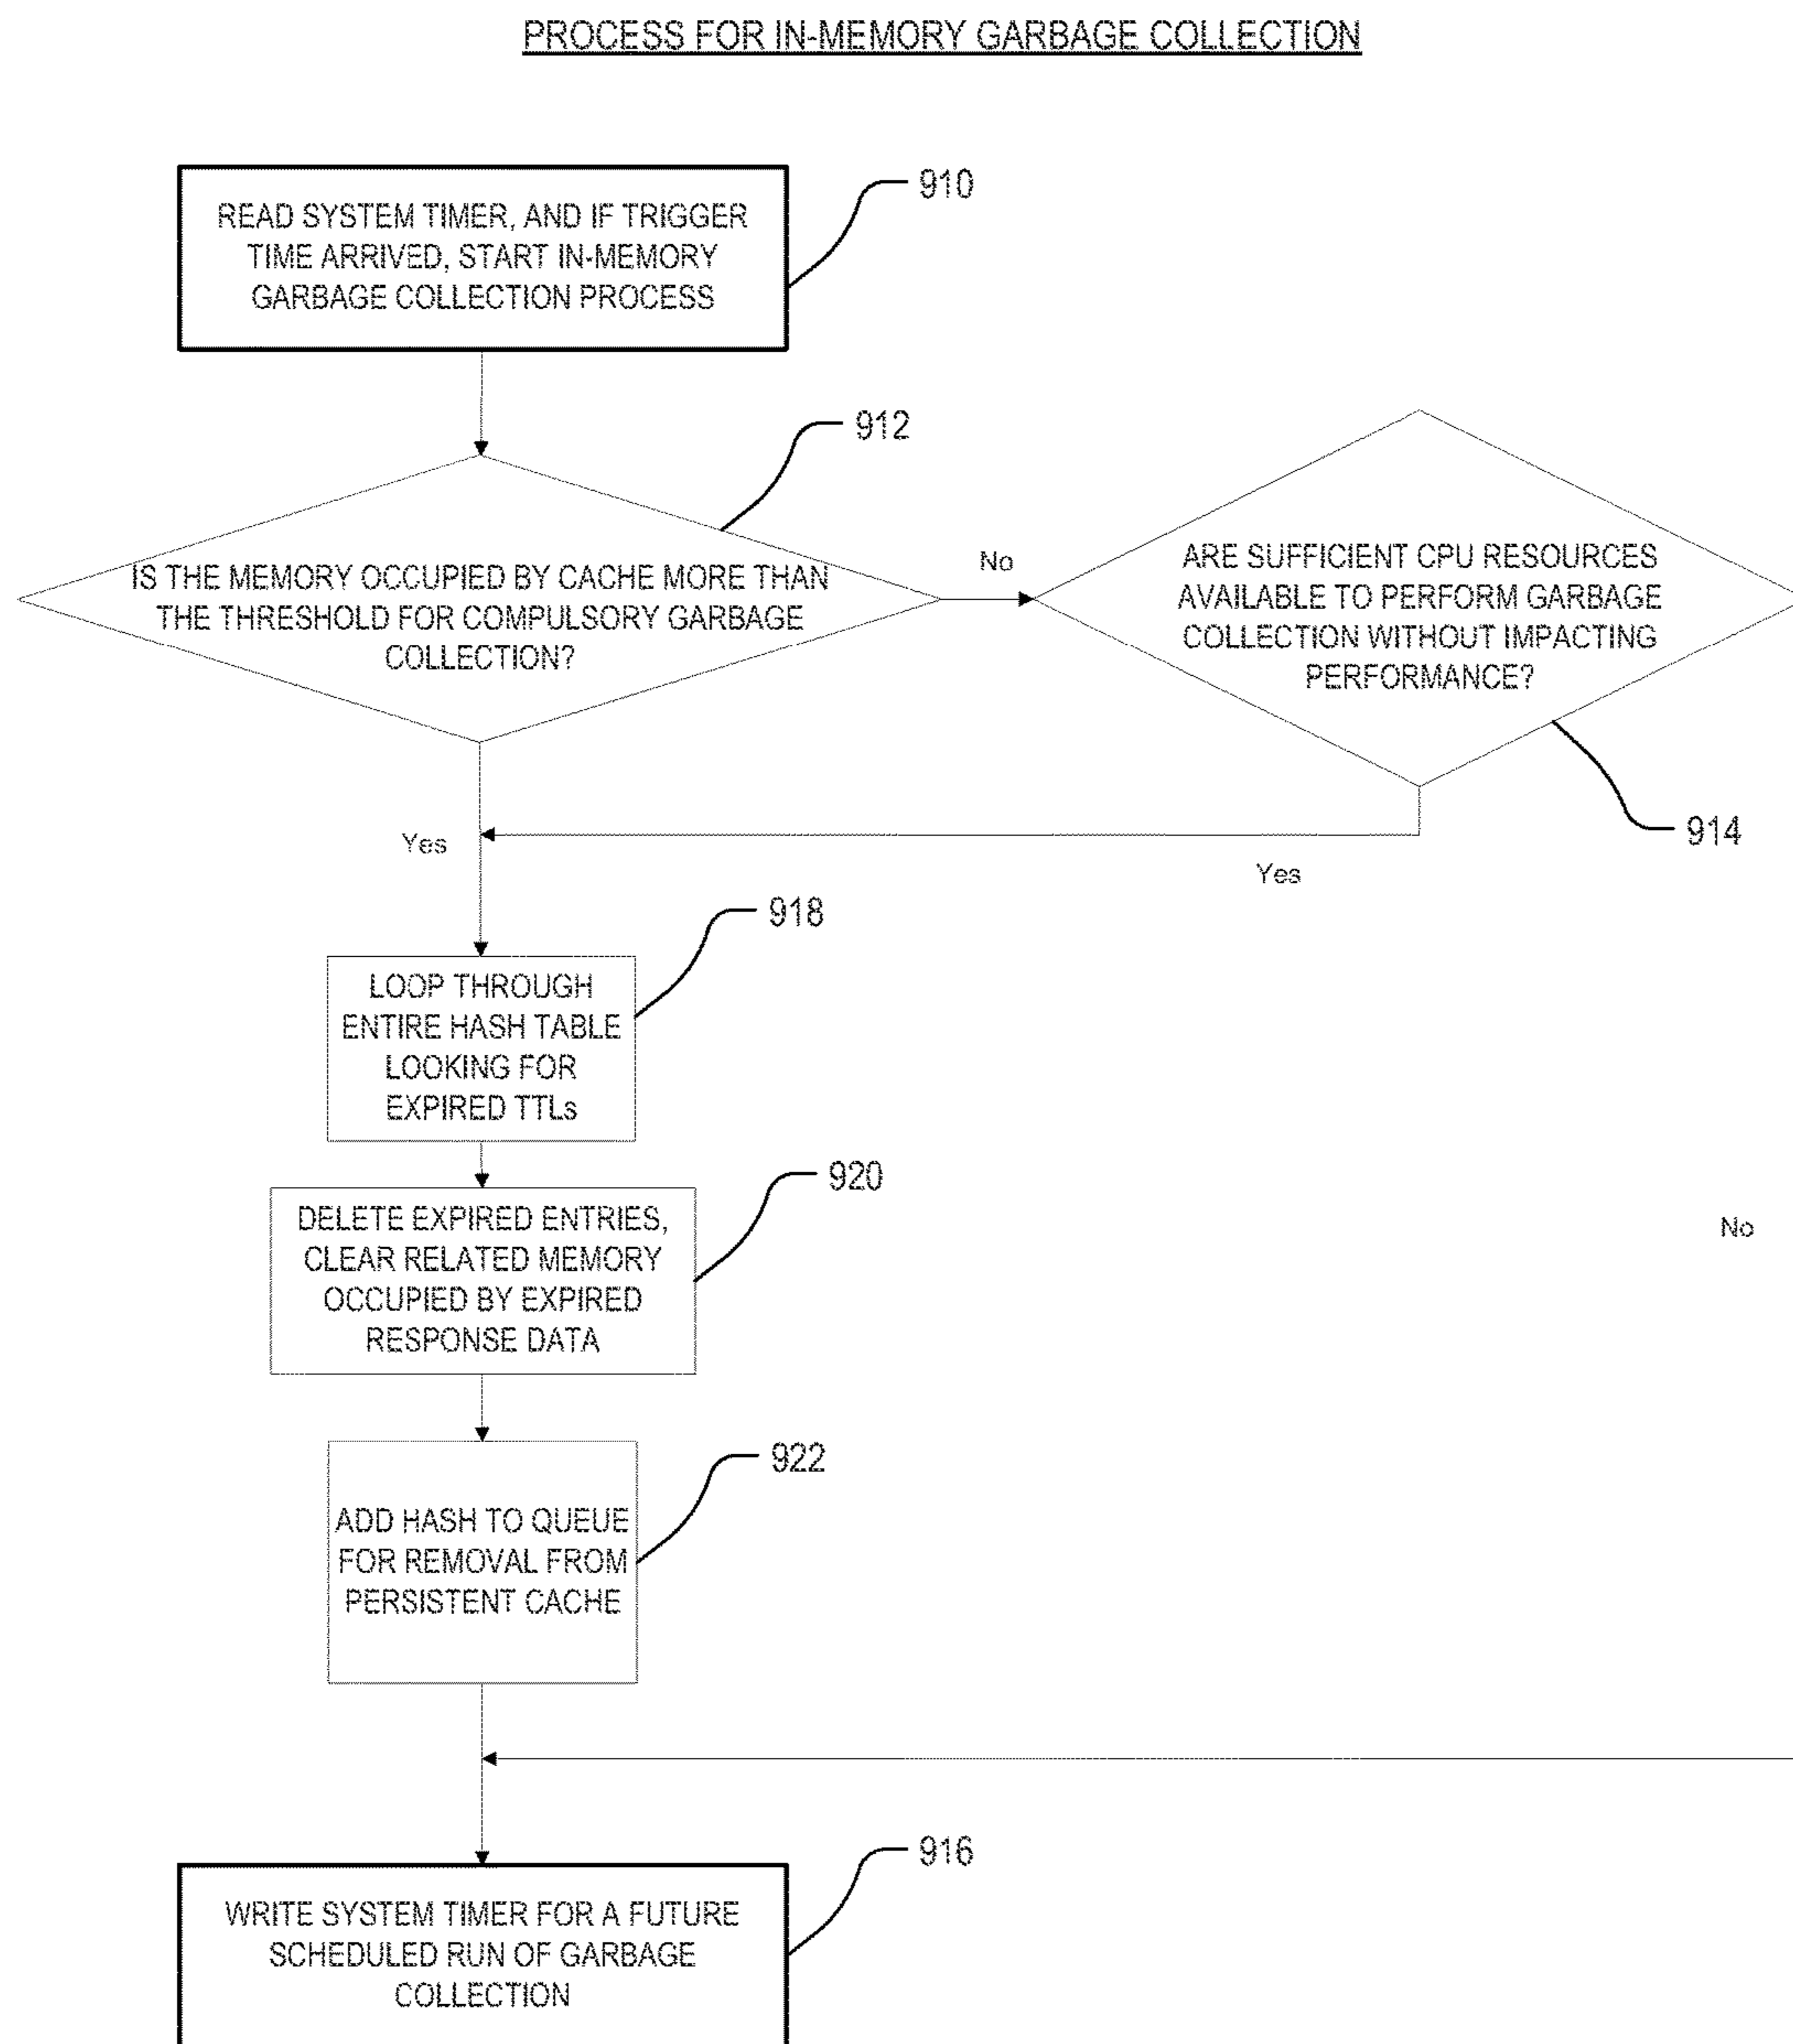 PROCESS FOR IN-MEMORY GARBAGE COLLECTION
READ SYSTEM TIMER, AND IF TRIGGER
TIME ARRIVED, START IN-MEMORY
GARBAGE COLLECTION PROCESS
910
912
IS THE MEMORY OCCUPIED BY CACHE MORE THAN
THE THRESHOLD FOR COMPULSORY GARBAGE
COLLECTION?
No
ARE SUFFICIENT CPU RESOURCES
AVAILABLE TO PERFORM GARBAGE
COLLECTION WITHOUT IMPACTING
PERFORMANCE?
914
Yes
Yes
918
LOOP THROUGH
ENTIRE HASH TABLE
LOOKING FOR
EXPIRED TTLs
920
DELETE EXPIRED ENTRIES,
CLEAR RELATED MEMORY
OCCUPIED BY EXPIRED
RESPONSE DATA
No
922
ADD HASH TO QUEUE
FOR REMOVAL FROM
PERSISTENT CACHE
916
WRITE SYSTEM TIMER FOR A FUTURE
SCHEDULED RUN OF GARBAGE
COLLECTION